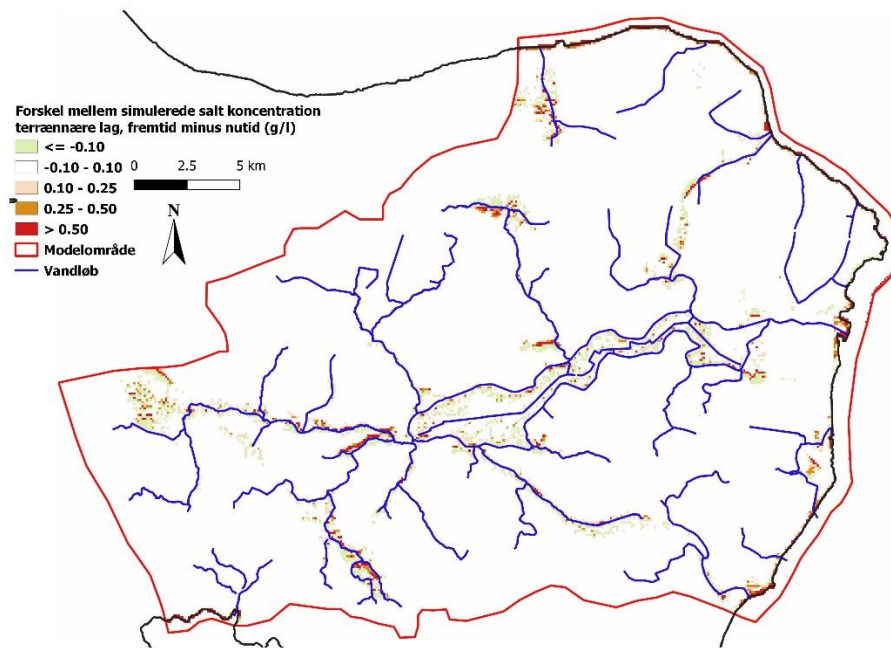 Forskel mellem simulerede salt koncentration
terrænnære lag, fremtid minus nutid (g/l)
<= -0.10
-0.10 - 0.10
0.10 - 0.25
0.25 - 0.50
> 0.50
Modelområde
Vandløb
0 2.5 5 km
N